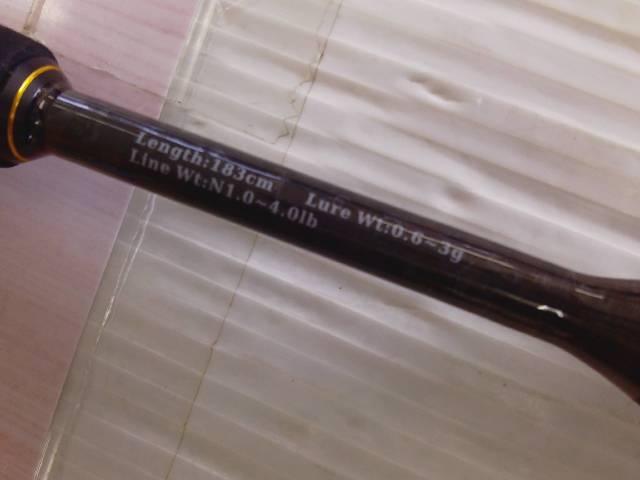 Length:183cm
Line Wt:N1.0~4.0lb
Lure Wt:0.6~3g